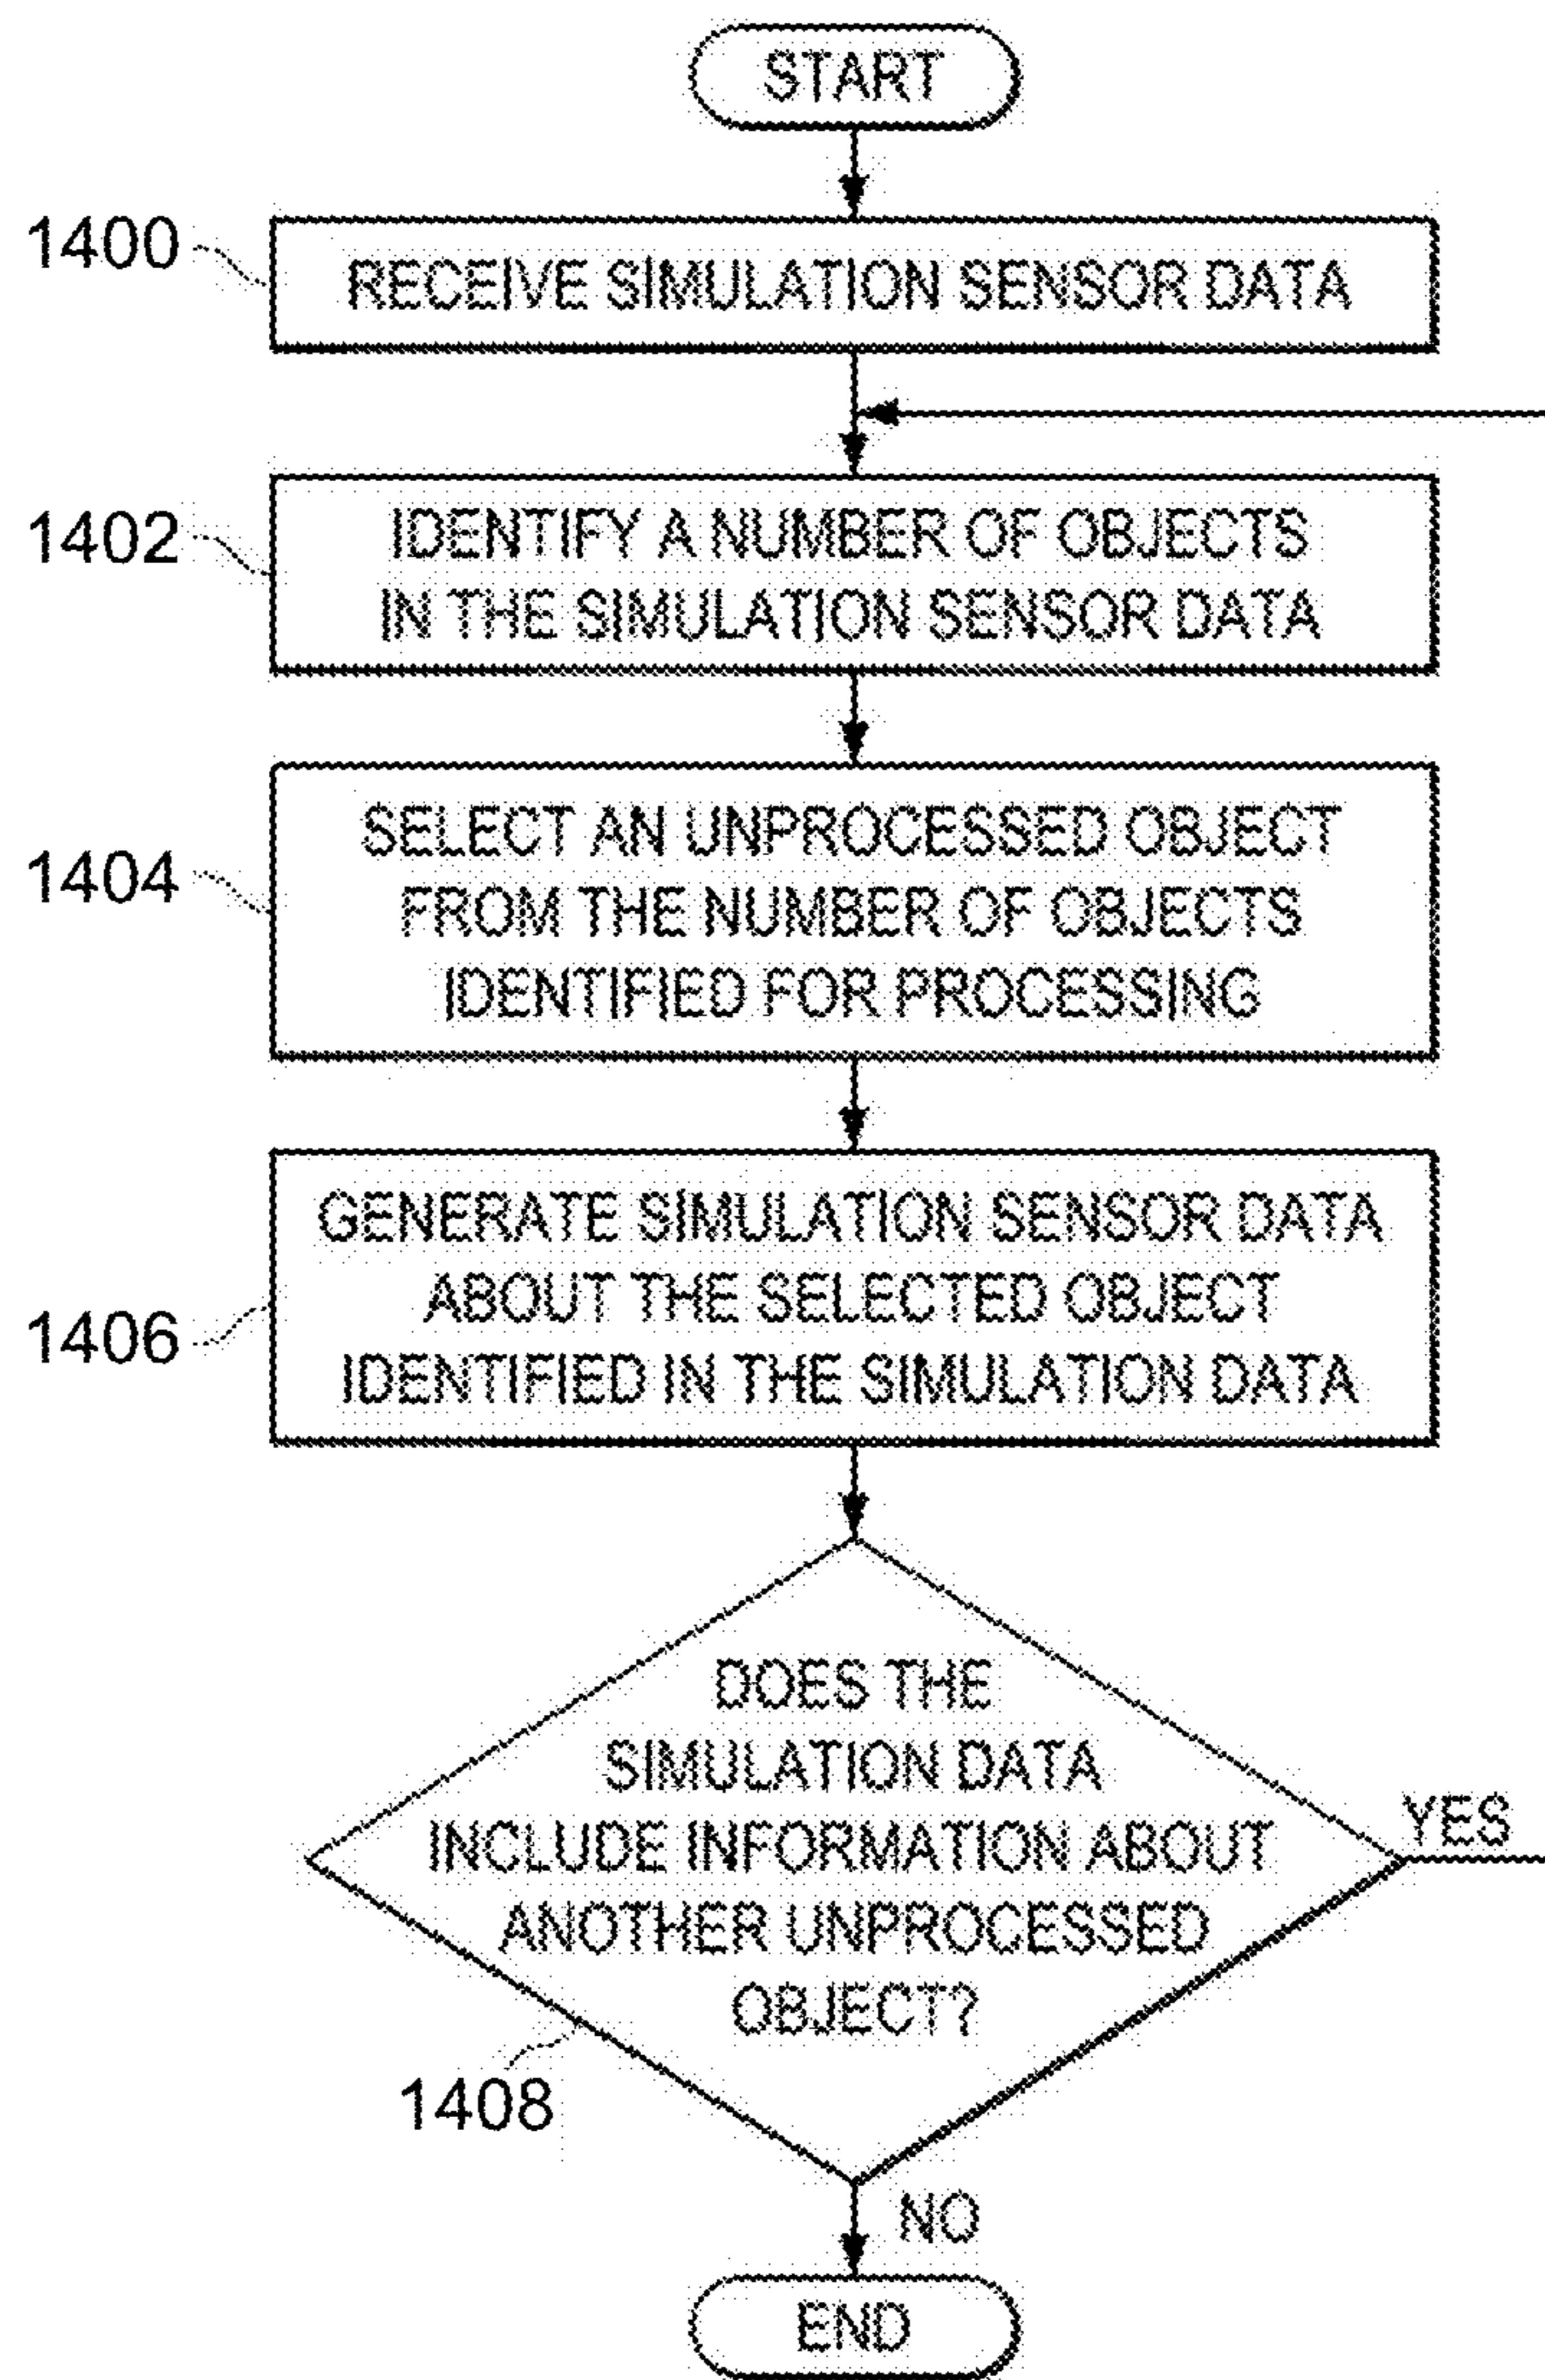 START
1400
RECEIVE SIMULATION SENSOR DATA
1402
IDENTIFY A NUMBER OF OBJECTS
IN THE SIMULATION SENSOR DATA
1404
SELECT AN UNPROCESSED OBJECT
FROM THE NUMBER OF OBJECTS
IDENTIFIED FOR PROCESSING
1406
GENERATE SIMULATION SENSOR DATA
ABOUT THE SELECTED OBJECT
IDENTIFIED IN THE SIMULATION DATA
DOES THE
SIMULATION DATA
INCLUDE INFORMATION ABOUT
ANOTHER UNPROCESSED
OBJECT?
YES
1408
NO
END